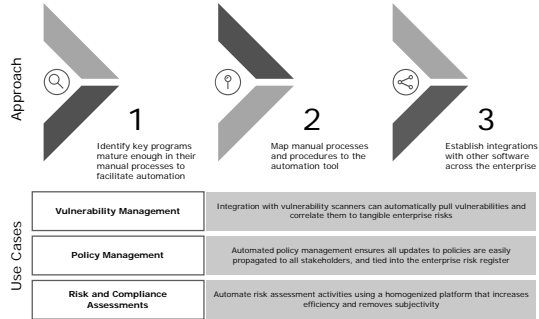 Approach
1
Identify key programs
mature enough in their
manual processes to
facilitate automation
2
Map manual processes
and procedures to the
automation tool
3
Establish integrations
with other software
across the enterprise
Use Cases
Vulnerability Management
Integration with vulnerability scanners can automatically pull vulnerabilities and
correlate them to tangible enterprise risks
Policy Management
Automated policy management ensures all updates to policies are easily
propagated to all stakeholders, and tied into the enterprise risk register
Risk and Compliance
Assessments
Automate risk assessment activities using a homogenized platform that increases
efficiency and removes subjectivity